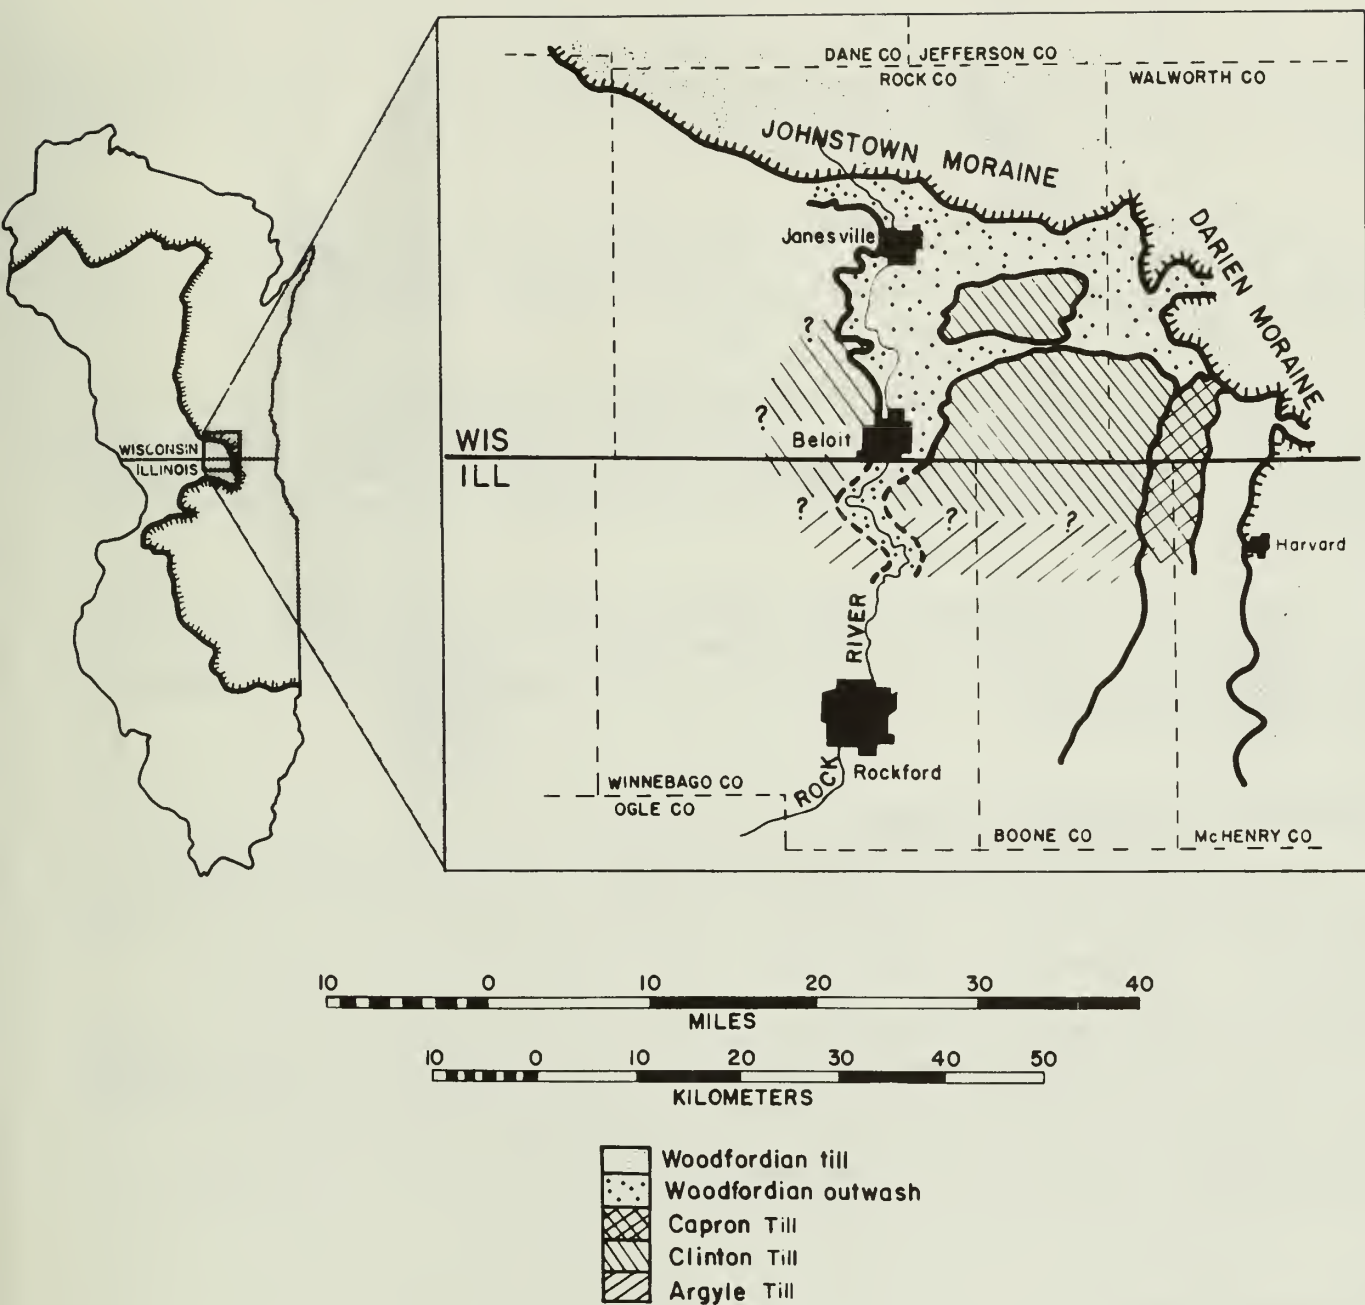 DANE CO JEFFERSON CO
ROCK CO
WALWORTH CO
JOHNSTOWN MORAINE
DARIEN MORAINE
Janesville
?
?
Beloit
WIS
ILL
WISCONSIN
ILLINOIS
?
?
?
Harvard
ROCK RIVER
Rockford
WINNEBAGO CO
OGLE CO
BOONE CO
McHENRY CO
10 0 10 20 30 40
MILES
10 0 10 20 30 40 50
KILOMETERS
Woodfordian till
Woodfordian outwash
Capron Till
Clinton Till
Argyle Till